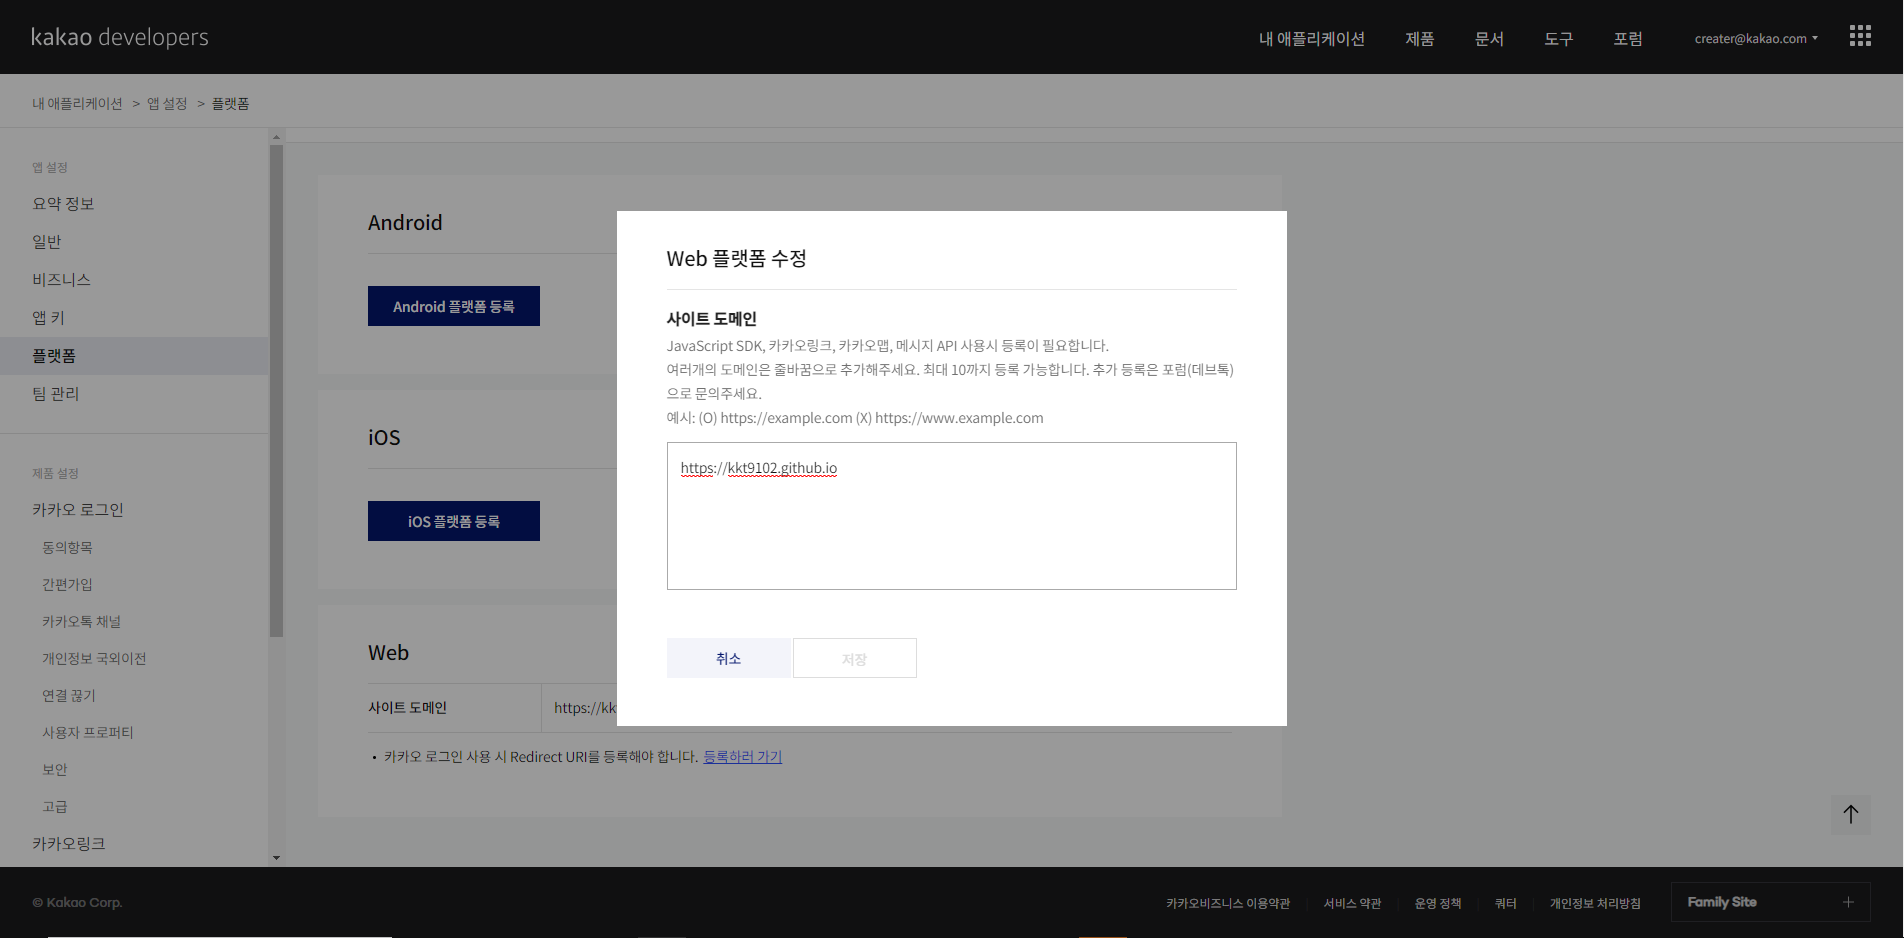 kakao developers
내 애플리케이션 제품 문서 도구 포럼 creater@kakao.com
내 애플리케이션 > 앱 설정 > 플랫폼
앱 설정
요약 정보
일반
비즈니스
앱 키
플랫폼
팀 관리
제품 설정
카카오 로그인
동의항목
간편가입
카카오톡 채널
개인정보 국외이전
연결 끊기
사용자 프로퍼티
보안
고급
카카오링크
Android
Android 플랫폼 등록
iOS
iOS 플랫폼 등록
Web
사이트 도메인 https://kk
• 카카오 로그인 사용 시 Redirect URI를 등록해야 합니다. 등록하러 가기
Web 플랫폼 수정
사이트 도메인
JavaScript SDK, 카카오링크, 카카오맵, 메시지 API 사용시 등록이 필요합니다.
여러개의 도메인은 줄바꿈으로 추가해주세요. 최대 10까지 등록 가능합니다. 추가 등록은 포럼(데브톡)
으로 문의주세요.
예시: (O) https://example.com (X) https://www.example.com
https://kkt9102.github.io
취소 저장
© Kakao Corp.
카카오비즈니스 이용약관 서비스 약관 운영 정책 쿼터 개인정보 처리방침 Family Site +